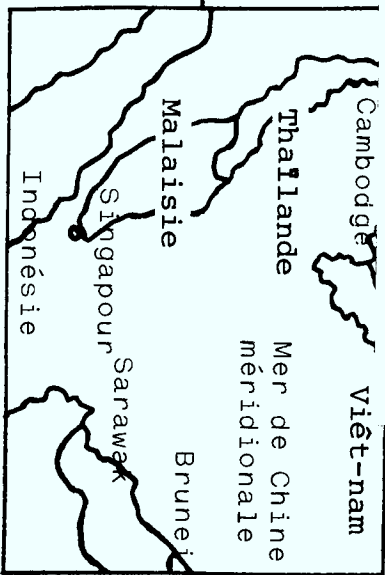 Cambodge
Viêt-nam
Thaïlande
Mer de Chine
méridionale
Malaisie
Brunei
Singapour
Sarawak
Indonésie